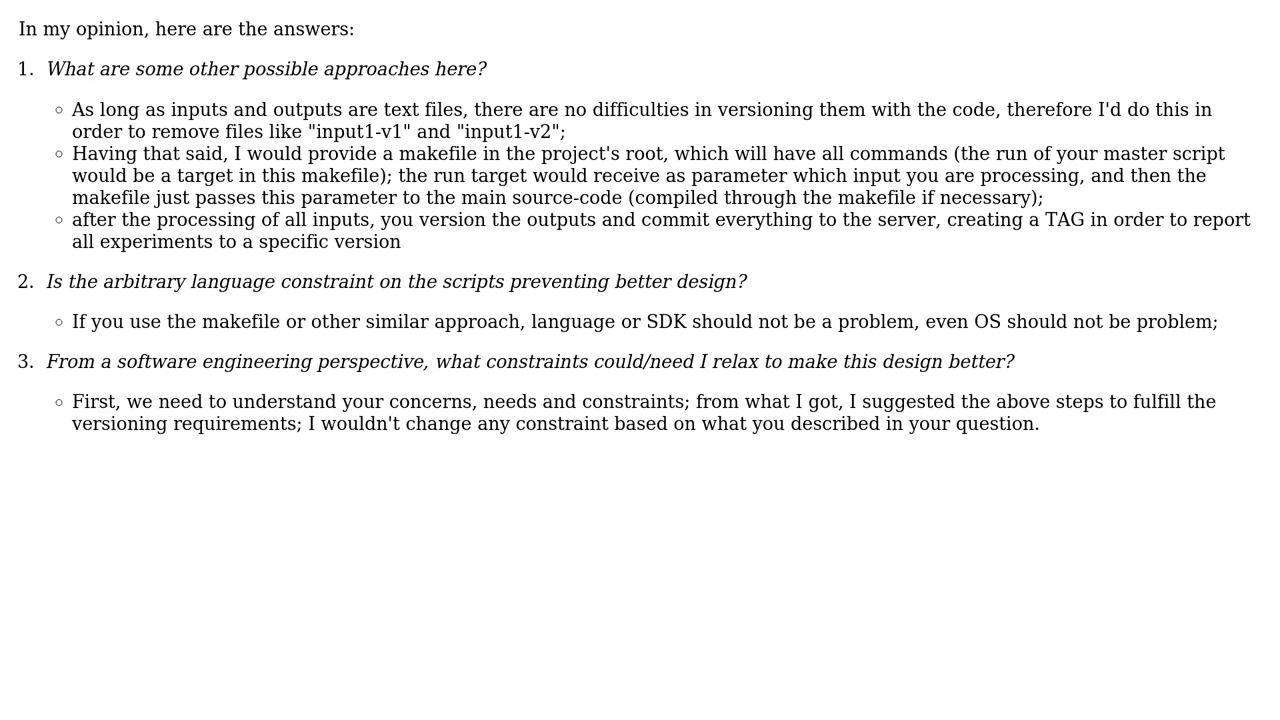 In my opinion, here are the answers:
1. What are some other possible approaches here?
○ As long as inputs and outputs are text files, there are no difficulties in versioning them with the code, therefore I'd do this in
order to remove files like "input1-v1" and "input1-v2";
○ Having that said, I would provide a makefile in the project's root, which will have all commands (the run of your master script
would be a target in this makefile); the run target would receive as parameter which input you are processing, and then the
makefile just passes this parameter to the main source-code (compiled through the makefile if necessary);
○ after the processing of all inputs, you version the outputs and commit everything to the server, creating a TAG in order to report
all experiments to a specific version
2. Is the arbitrary language constraint on the scripts preventing better design?
○ If you use the makefile or other similar approach, language or SDK should not be a problem, even OS should not be problem;
3. From a software engineering perspective, what constraints could/need I relax to make this design better?
○ First, we need to understand your concerns, needs and constraints; from what I got, I suggested the above steps to fulfill the
versioning requirements; I wouldn't change any constraint based on what you described in your question.